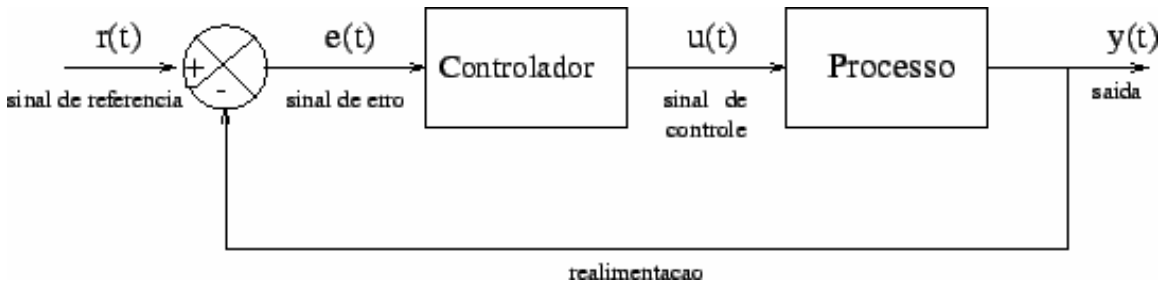 r(t)
+
-
sinal de referencia
e(t)
sinal de erro
Controlador
u(t)
sinal de
controle
Processo
y(t)
saida
realimentacao